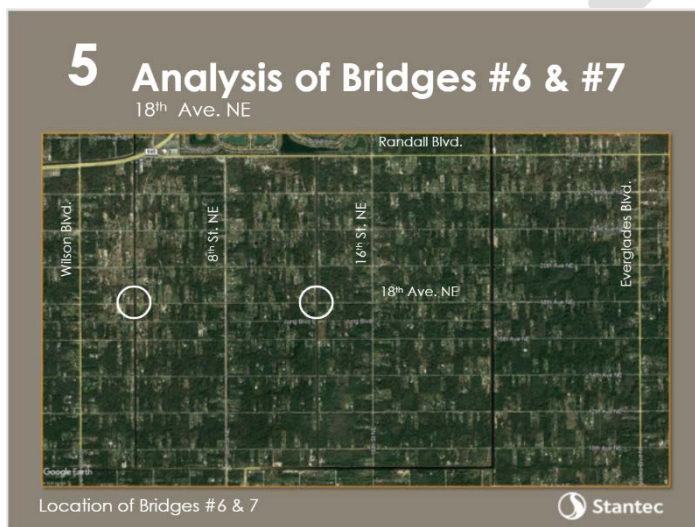 5 Analysis of Bridges #6 & #7
18th Ave. NE
Randall Blvd.
Wilson Blvd.
8th St. NE
16th St. NE
Everglades Blvd.
18th Ave. NE
Google Earth
Location of Bridges #6 & 7
Stantec